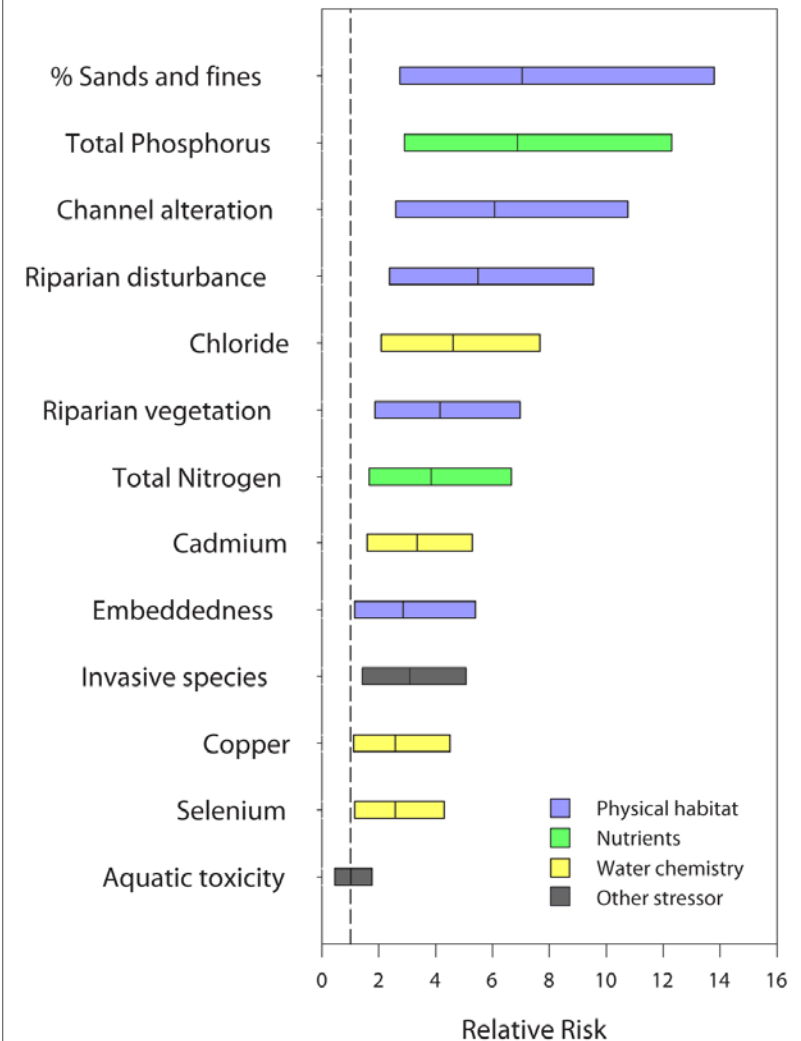 % Sands and fines
Total Phosphorus
Channel alteration
Riparian disturbance
Chloride
Riparian vegetation
Total Nitrogen
Cadmium
Embeddedness
Invasive species
Copper
Selenium
Aquatic toxicity
Physical habitat
Nutrients
Water chemistry
Other stressor
0 2 4 6 8 10 12 14 16
Relative Risk